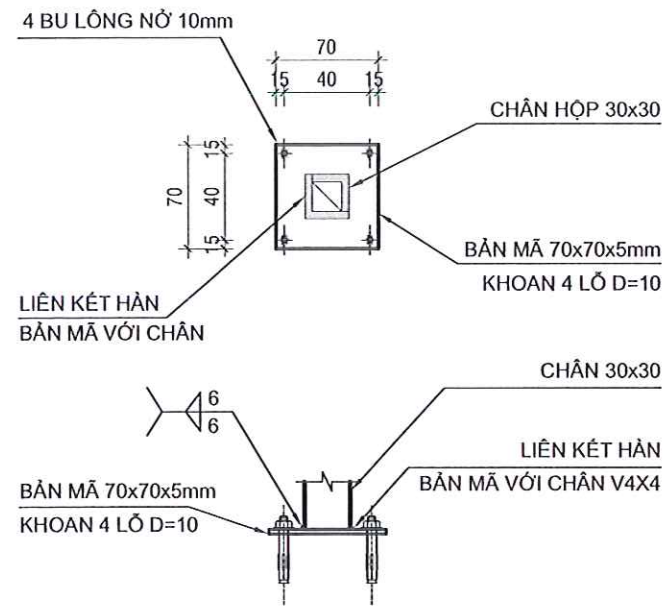 4 BU LÔNG NỞ 10mm
70
15 40 15
CHÂN HỘP 30x30
15
40
70
15
BẢN MÃ 70x70x5mm
KHOAN 4 LỖ D=10
LIÊN KẾT HÀN
BẢN MÃ VỚI CHÂN
CHÂN 30x30
6
6
LIÊN KẾT HÀN
BẢN MÃ VỚI CHÂN V4X4
BẢN MÃ 70x70x5mm
KHOAN 4 LỖ D=10